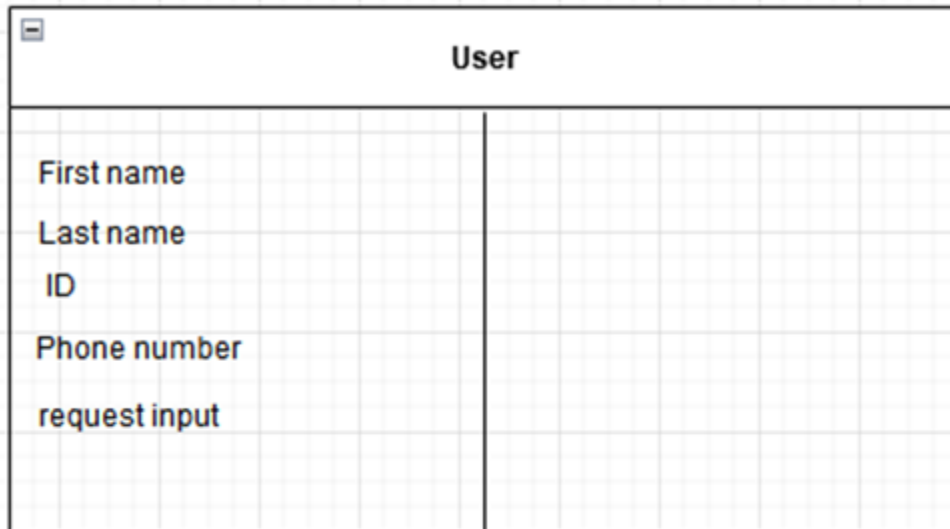 User
First name
Last name
ID
Phone number
request input